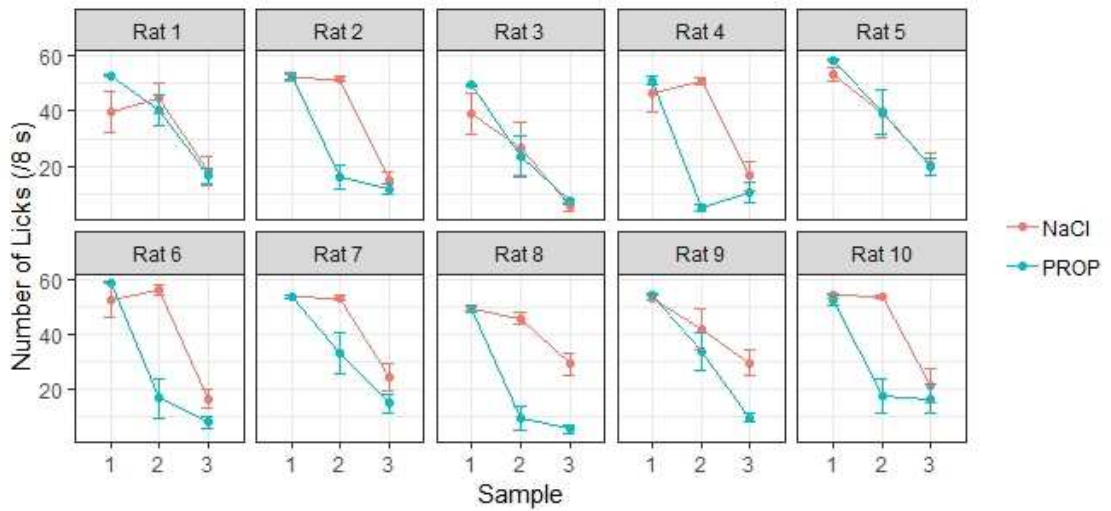 Rat 1 Rat 2 Rat 3 Rat 4 Rat 5
60
40
20
Rat 6 Rat 7 Rat 8 Rat 9 Rat 10
60
40
20
1 2 3 1 2 3 1 2 3 1 2 3 1 2 3
Sample
Number of Licks (/8 s)
NaCl
PROP